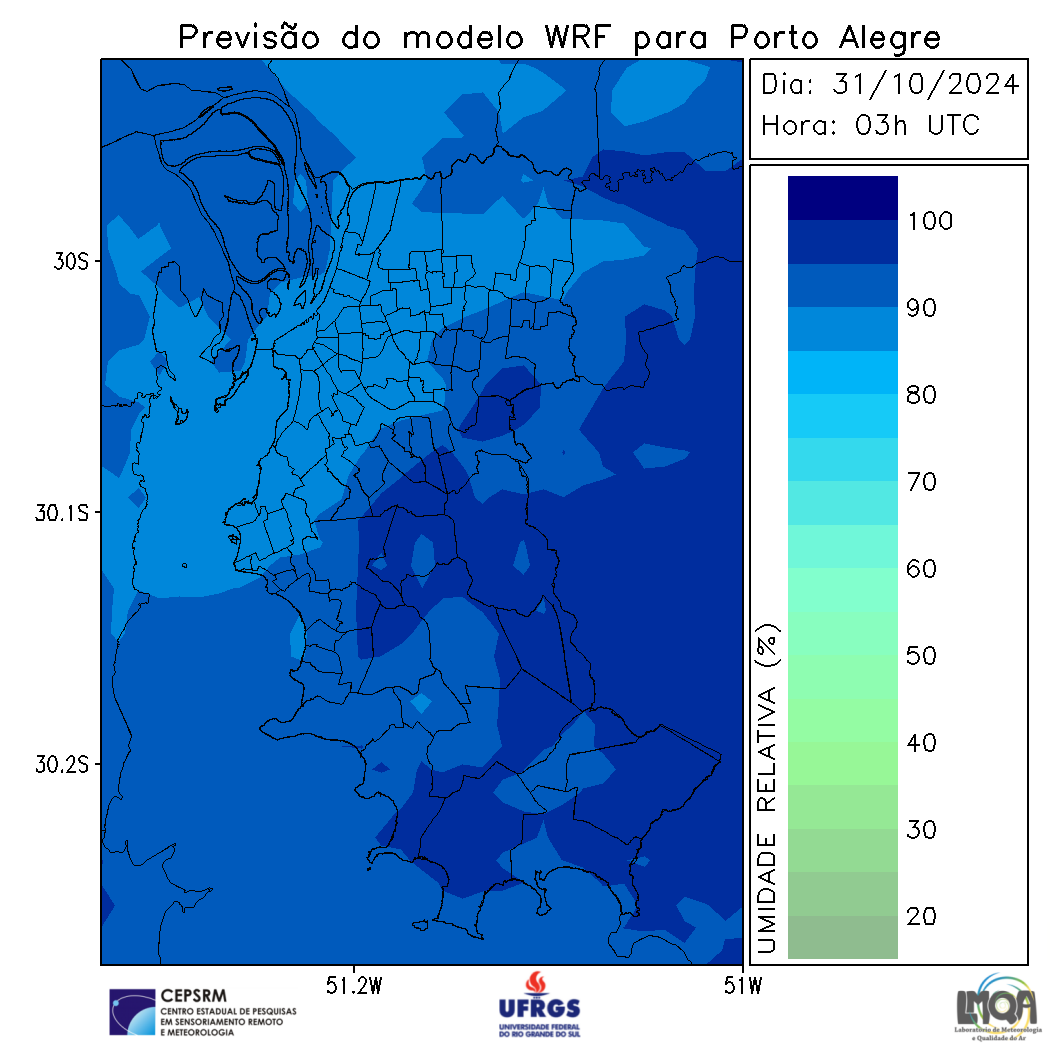 Previsão do modelo WRF para Porto Alegre
Dia: 31/10/2024
Hora: 03h UTC
30S
30.1S
30.2S
51.2W
51W
UMIDADE RELATIVA (%)
100
90
80
70
60
50
40
30
20
CEPSRM
CENTRO ESTADUAL DE PESQUISAS
EM SENSORIAMENTO REMOTO
E METEOROLOGIA
UFRGS
UNIVERSIDADE FEDERAL
DO RIO GRANDE DO SUL
LMQA
Laboratório de Meteorologia
e Qualidade do Ar